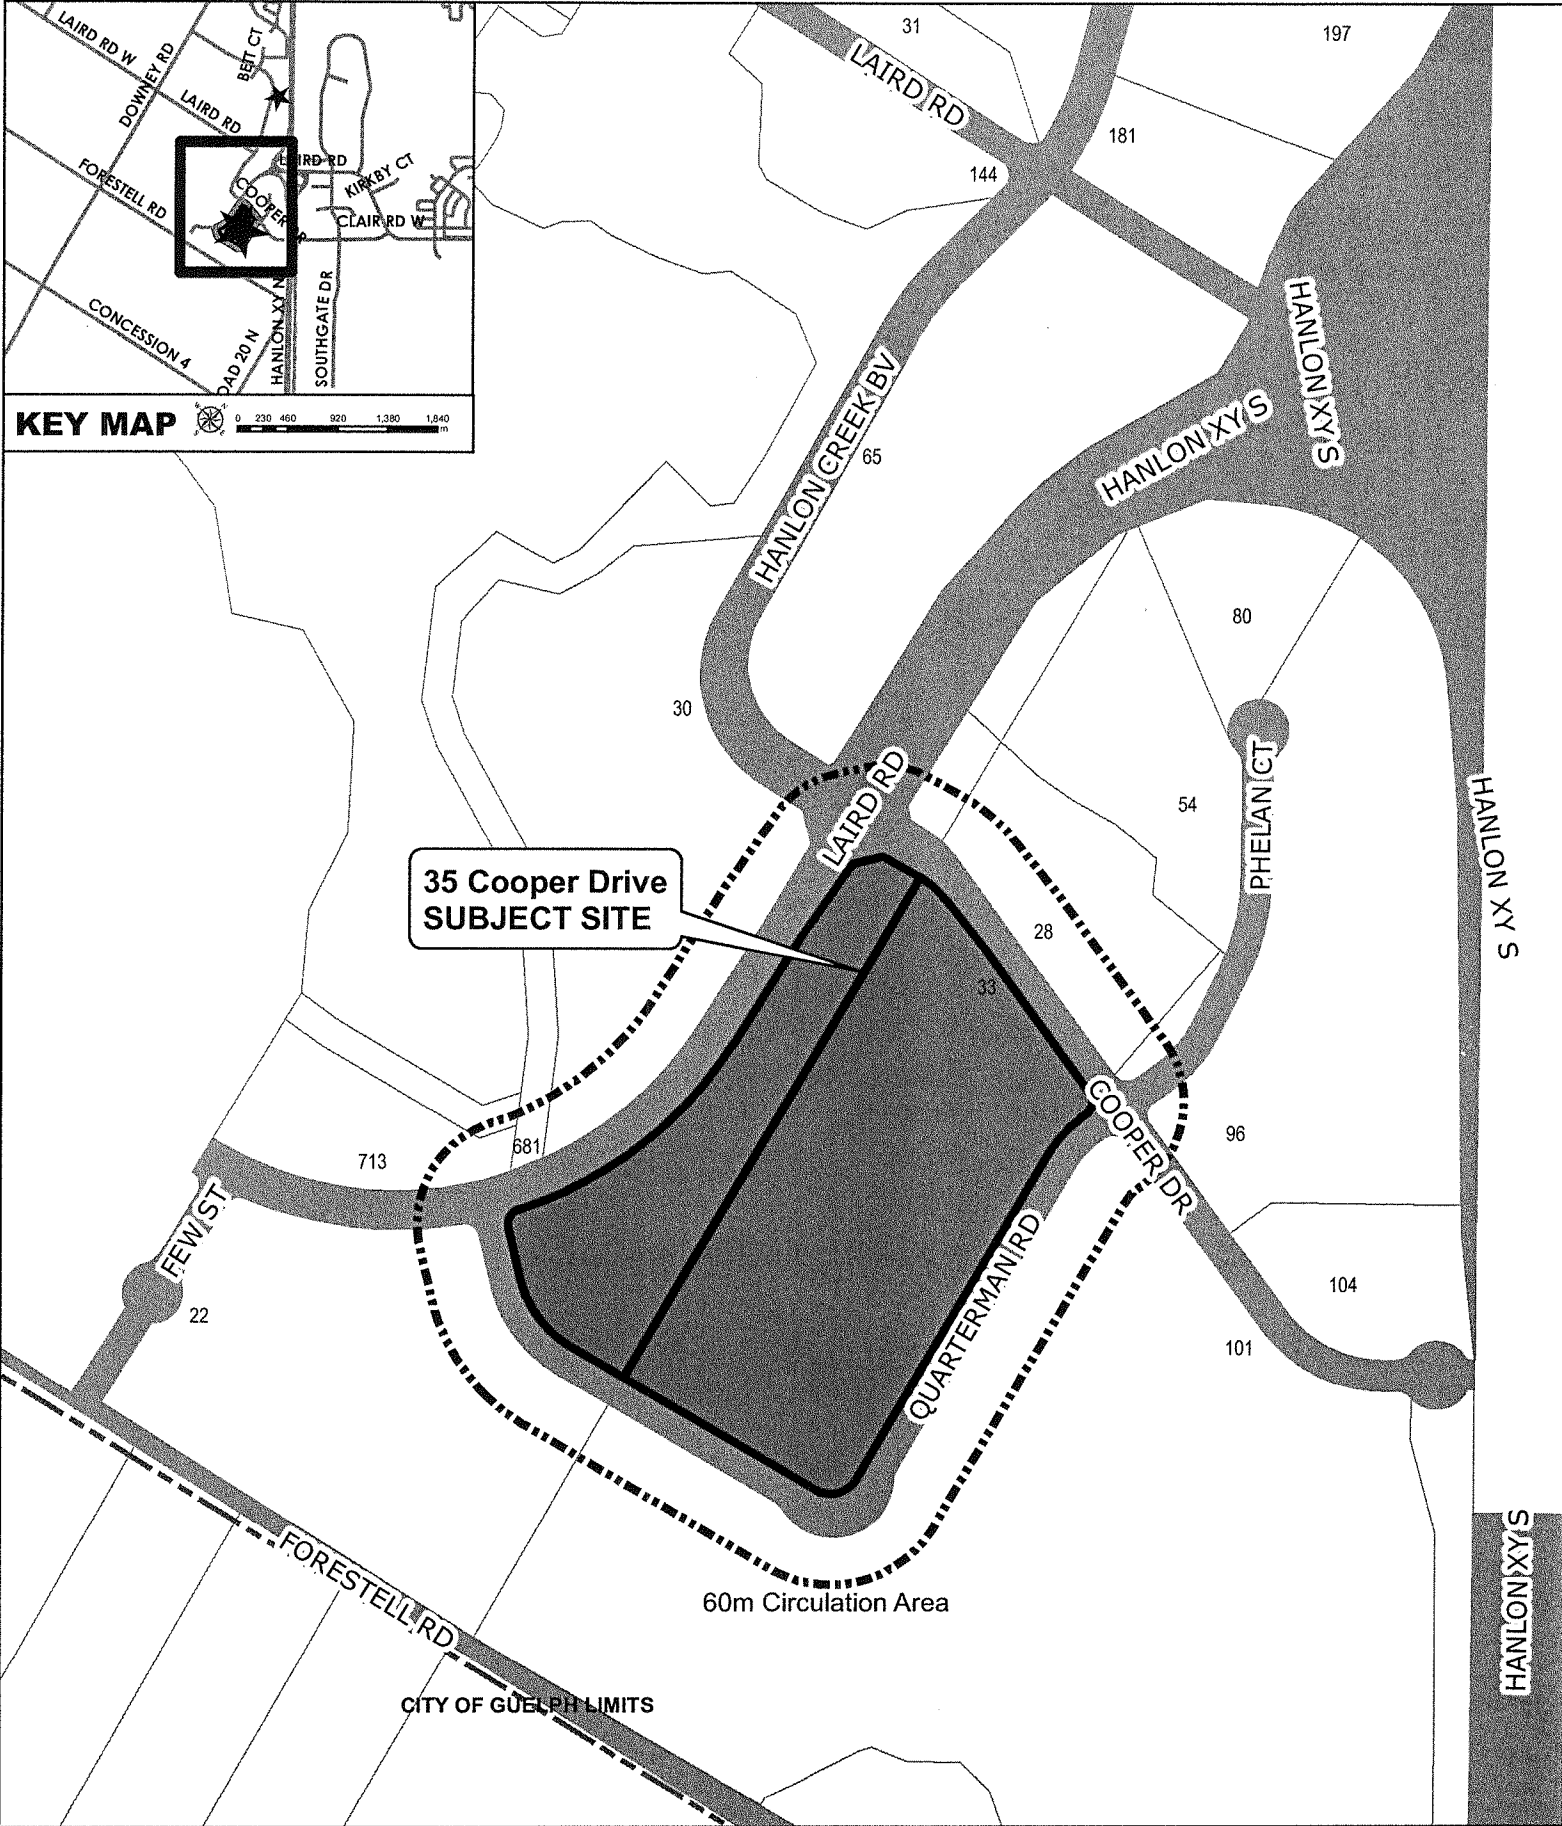 LAIRD RD W
DOWNEY RD
BETT CT
LAIRD RD
LAIRD RD
KIRKBY CT
FORESTELL RD
COOPER DR
CLAIR RD W
CONCESSION 4
OAD 20 N
HANLON XY N
SOUTHGATE DR
KEY MAP
0 230 460 920 1,380 1,840
m
31
197
LAIRD RD
181
144
HANLON XY S
HANLON CREEK BV
HANLON XY S
65
80
30
LAIRD RD
54
PHELAN CT
HANLON XY S
35 Cooper Drive
SUBJECT SITE
28
33
COOPER DR
96
681
713
FEW ST
QUARTERMAN RD
104
22
101
FORESTELL RD
60m Circulation Area
HANLON XY S
CITY OF GUELPH LIMITS